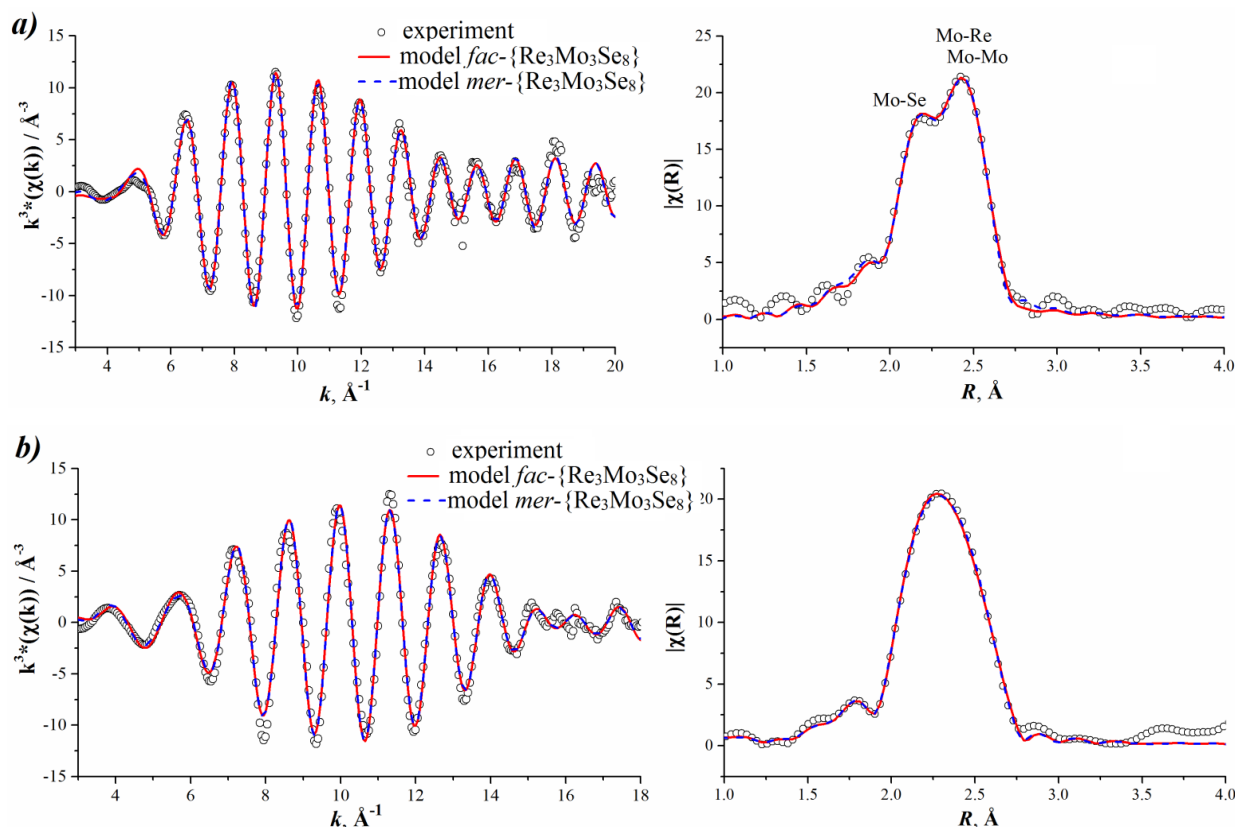 a)
experiment
model fac-{Re₃Mo₃Se₈}
model mer-{Re₃Mo₃Se₈}
k³*(χ(k)) / Å⁻³
15
10
5
0
-5
-10
-15
4 6 8 10 12 14 16 18 20
k, Å⁻¹
Mo-Re
Mo-Mo
Mo-Se
|χ(R)|
25
20
15
10
5
0
1.0 1.5 2.0 2.5 3.0 3.5 4.0
R, Å
b)
experiment
model fac-{Re₃Mo₃Se₈}
model mer-{Re₃Mo₃Se₈}
k³*(χ(k)) / Å⁻³
15
10
5
0
-5
-10
-15
4 6 8 10 12 14 16 18
k, Å⁻¹
|χ(R)|
20
15
10
5
0
1.0 1.5 2.0 2.5 3.0 3.5 4.0
R, Å